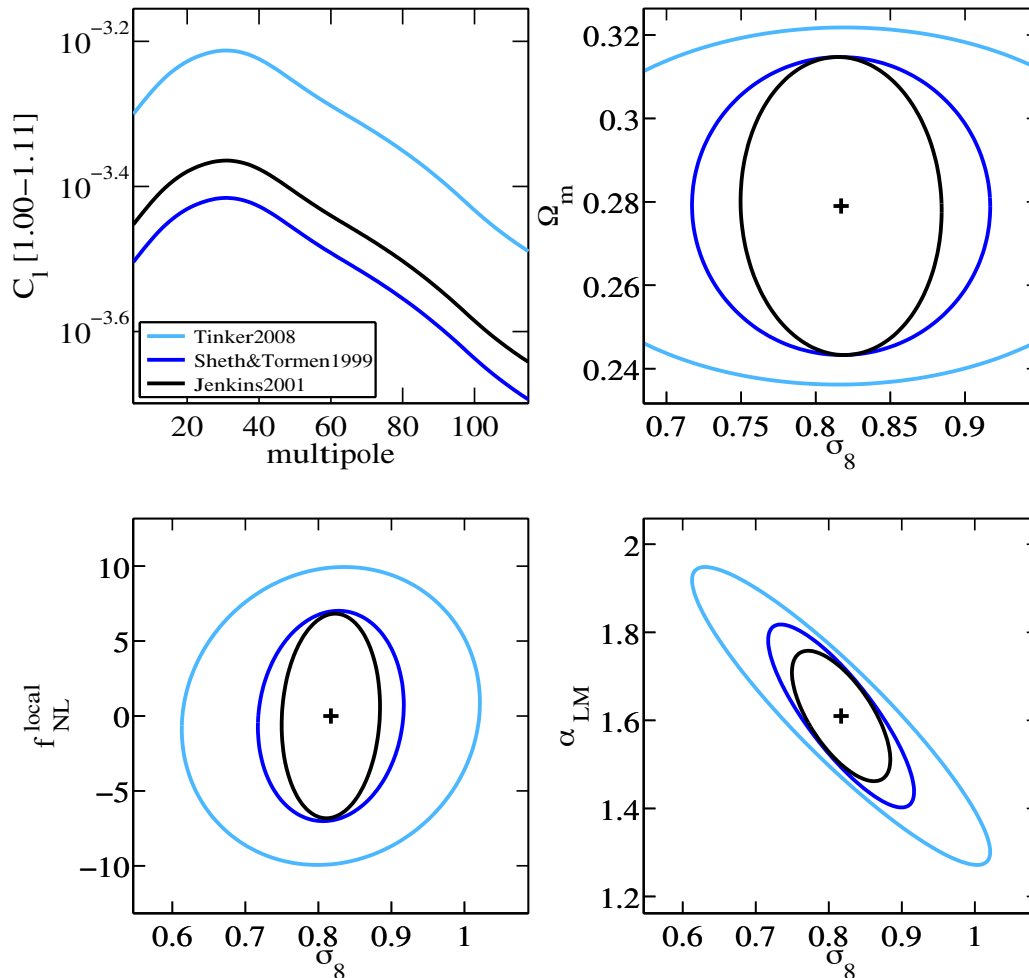 C_l [1.00−1.11]
10^−3.2
10^−3.4
10^−3.6
Tinker2008
Sheth&Tormen1999
Jenkins2001
20 40 60 80 100
multipole
Ω_m
0.32
0.3
0.28
0.26
0.24
0.7 0.75 0.8 0.85 0.9
σ_8
f_NL^local
10
5
0
−5
−10
0.6 0.7 0.8 0.9 1
σ_8
α_LM
2
1.8
1.6
1.4
1.2
0.6 0.7 0.8 0.9 1
σ_8